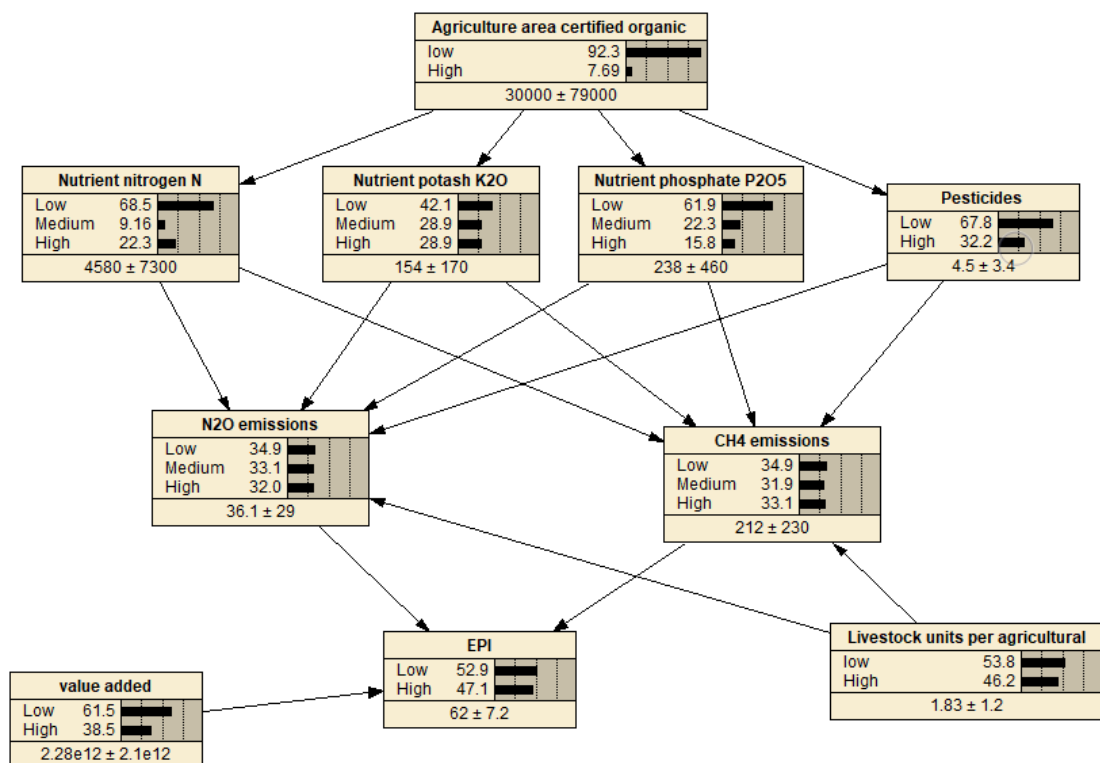 Agriculture area certified organic
low 92.3
High 7.69
30000 ± 79000
Nutrient nitrogen N
Low 68.5
Medium 9.16
High 22.3
4580 ± 7300
Nutrient potash K2O
Low 42.1
Medium 28.9
High 28.9
154 ± 170
Nutrient phosphate P2O5
Low 61.9
Medium 22.3
High 15.8
238 ± 460
Pesticides
Low 67.8
High 32.2
4.5 ± 3.4
N2O emissions
Low 34.9
Medium 33.1
High 32.0
36.1 ± 29
CH4 emissions
Low 34.9
Medium 31.9
High 33.1
212 ± 230
EPI
Low 52.9
High 47.1
62 ± 7.2
Livestock units per agricultural
low 53.8
High 46.2
1.83 ± 1.2
value added
Low 61.5
High 38.5
2.28e12 ± 2.1e12